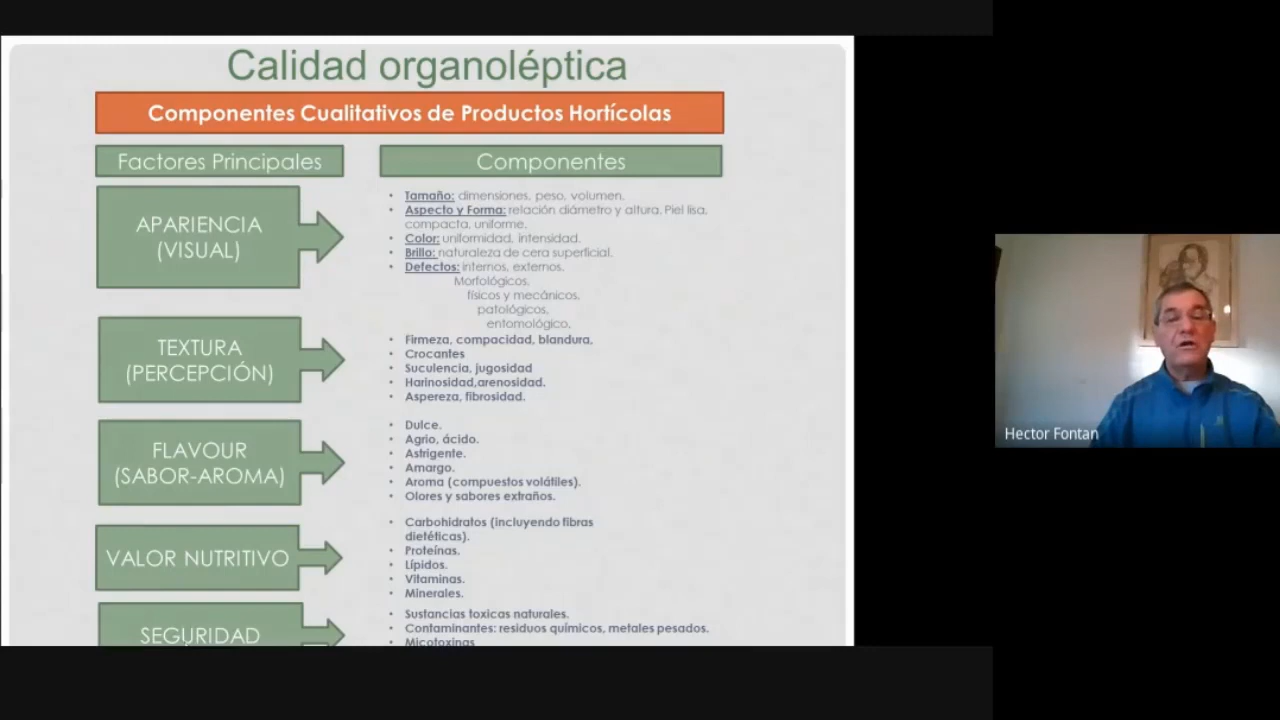 Calidad organoléptica
Componentes Cualitativos de Productos Hortícolas
Factores Principales
Componentes
APARIENCIA
(VISUAL)
• Tamaño: dimensiones, peso, volumen.
• Aspecto y Forma: relación diámetro y altura. Piel lisa,
compacta, uniforme.
• Color: uniformidad, intensidad.
• Brillo: naturaleza de cera superficial.
• Defectos: internos, externos.
Morfológicos,
físicos y mecánicos,
patológicos,
entomológico.
TEXTURA
(PERCEPCIÓN)
• Firmeza, compacidad, blandura,
• Crocantes
• Suculencia, jugosidad
• Harinosidad,arenosidad.
• Aspereza, fibrosidad.
FLAVOUR
(SABOR-AROMA)
• Dulce.
• Agrio, ácido.
• Astrigente.
• Amargo.
• Aroma (compuestos volátiles).
• Olores y sabores extraños.
VALOR NUTRITIVO
• Carbohidratos (incluyendo fibras
dietéticas).
• Proteínas.
• Lípidos.
• Vitaminas.
• Minerales.
SEGURIDAD
• Sustancias toxicas naturales.
• Contaminantes: residuos químicos, metales pesados.
• Micotoxinas
Hector Fontan